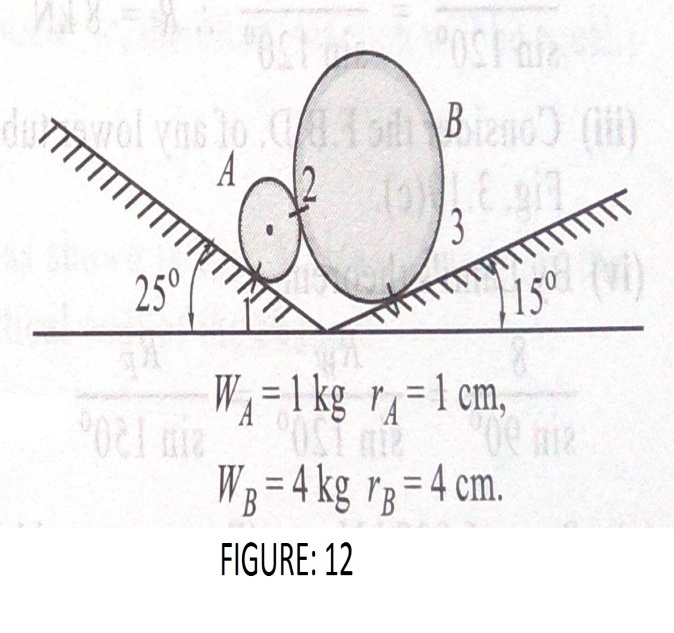 B
A
2
3
25°
15°
1
W_A = 1 kg r_A = 1 cm,
W_B = 4 kg r_B = 4 cm.
FIGURE: 12